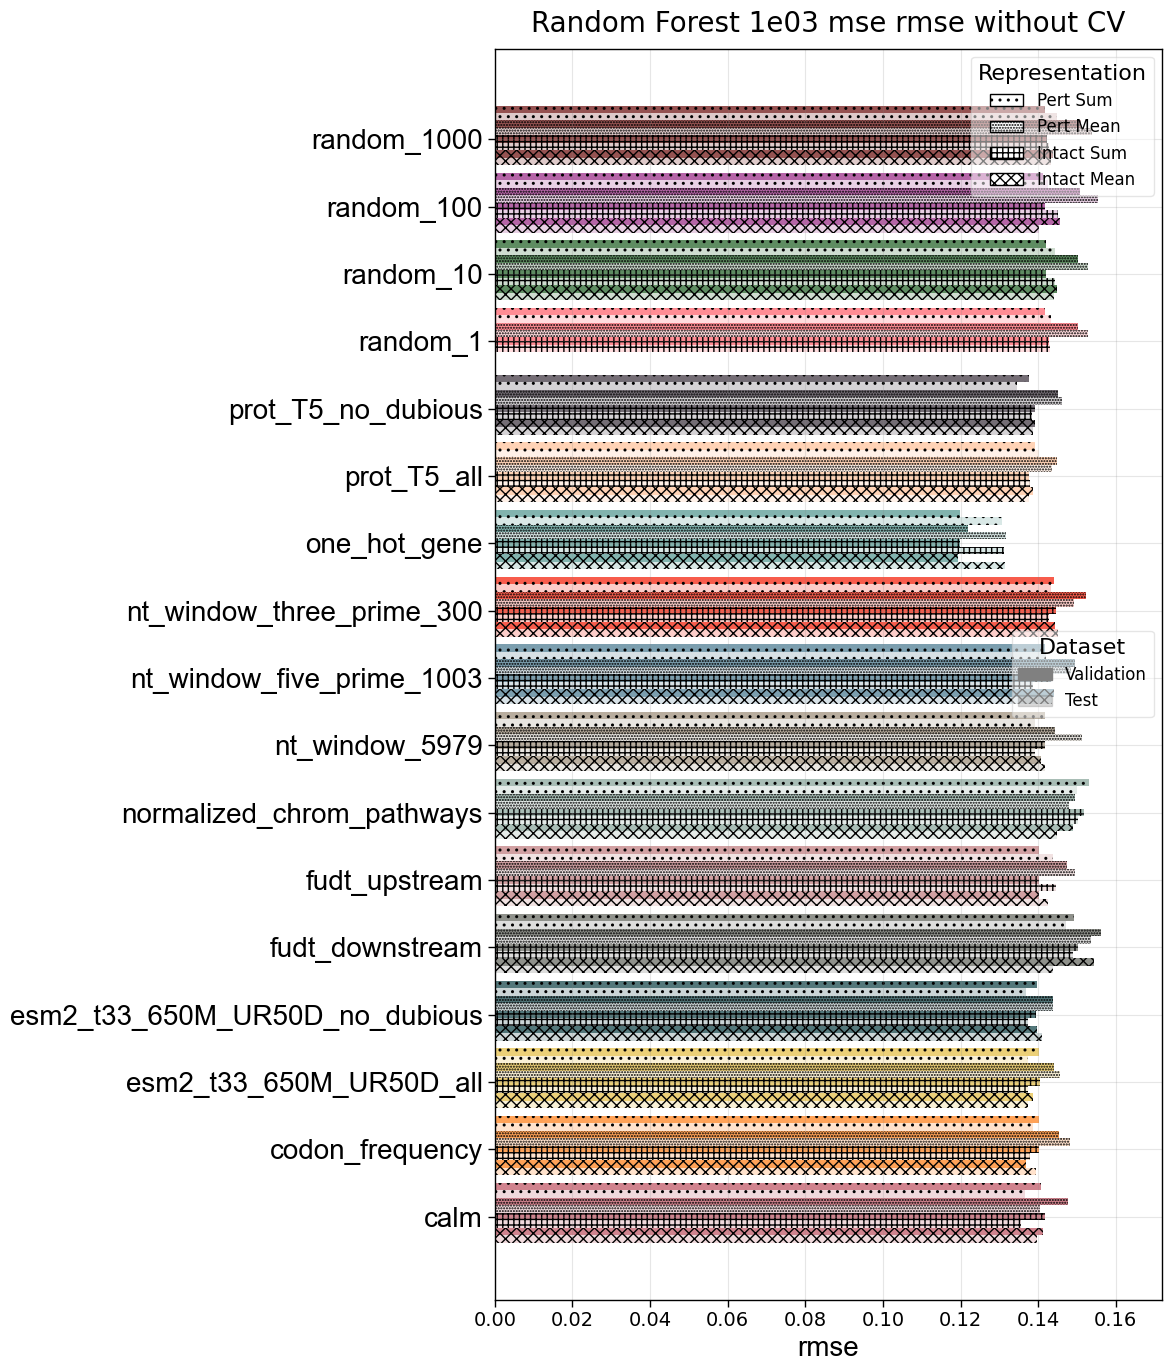 Random Forest 1e03 mse rmse without CV
Representation
Pert Sum
Pert Mean
Intact Sum
Intact Mean
random_1000
random_100
random_10
random_1
prot_T5_no_dubious
prot_T5_all
one_hot_gene
nt_window_three_prime_300
nt_window_five_prime_1003
nt_window_5979
normalized_chrom_pathways
fudt_upstream
fudt_downstream
esm2_t33_650M_UR50D_no_dubious
esm2_t33_650M_UR50D_all
codon_frequency
calm
Dataset
Validation
Test
0.00 0.02 0.04 0.06 0.08 0.10 0.12 0.14 0.16
rmse